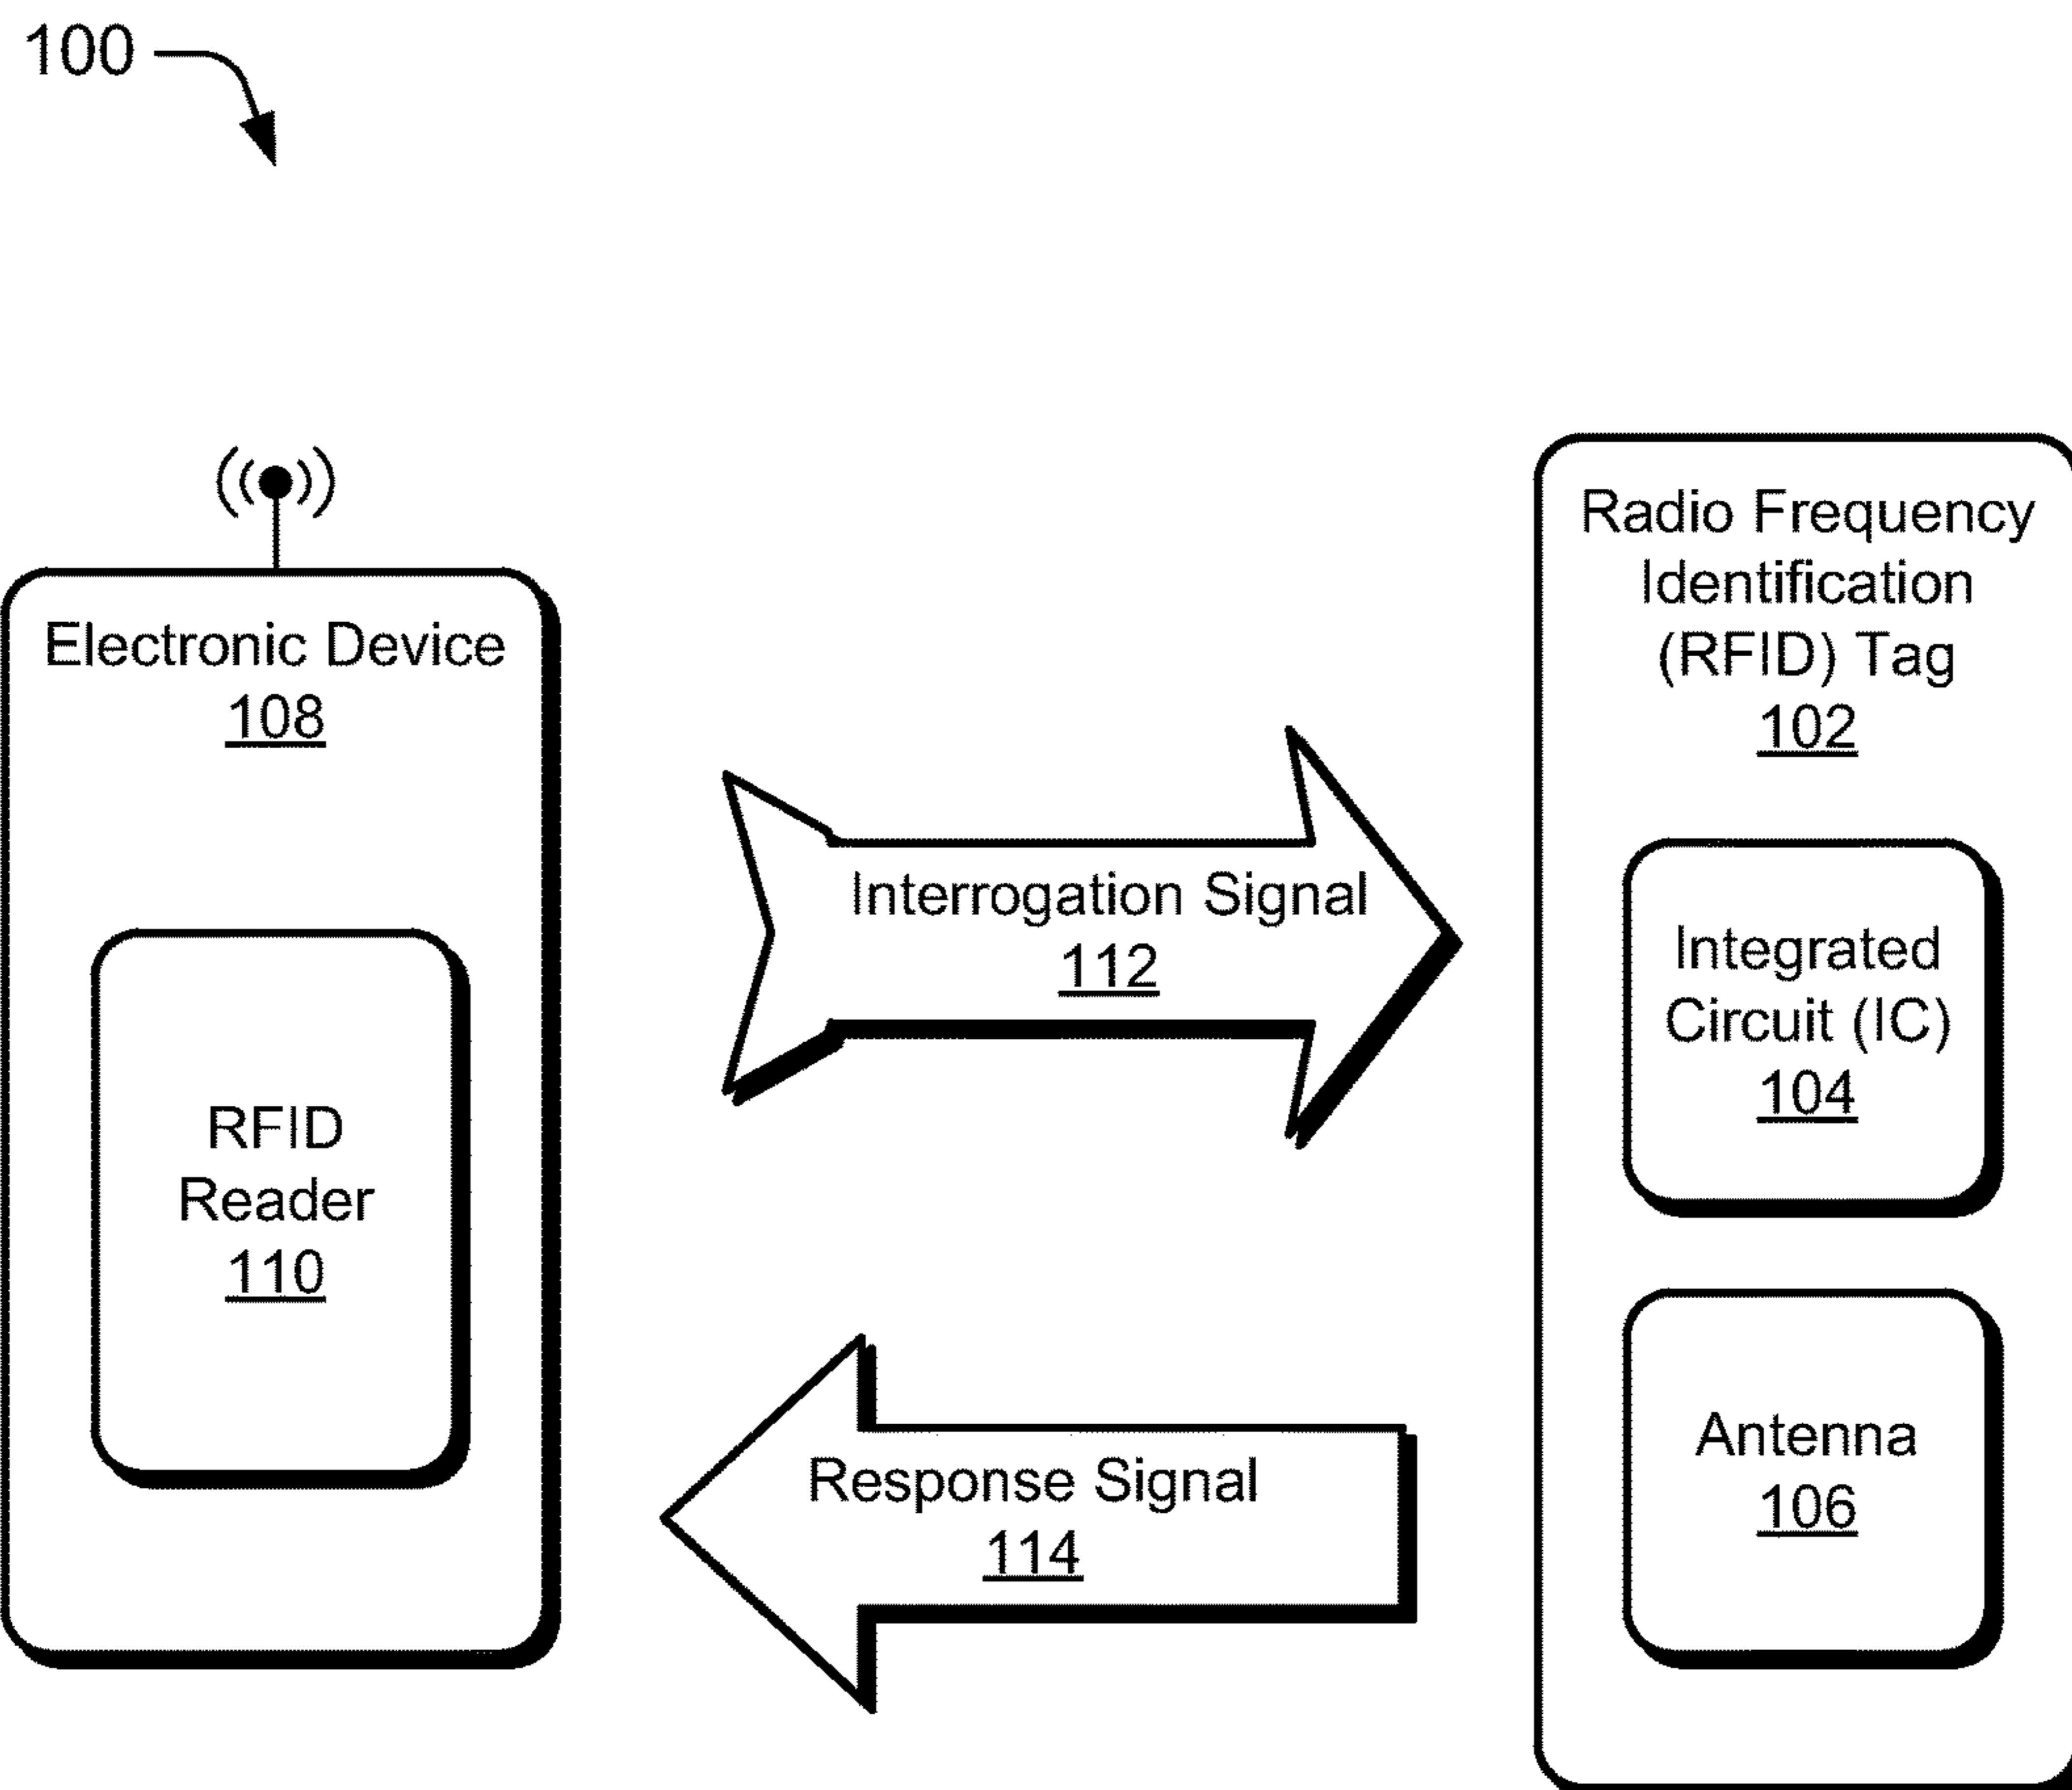 100
Electronic Device
108
RFID
Reader
110
Interrogation Signal
112
Response Signal
114
Radio Frequency
Identification
(RFID) Tag
102
Integrated
Circuit (IC)
104
Antenna
106